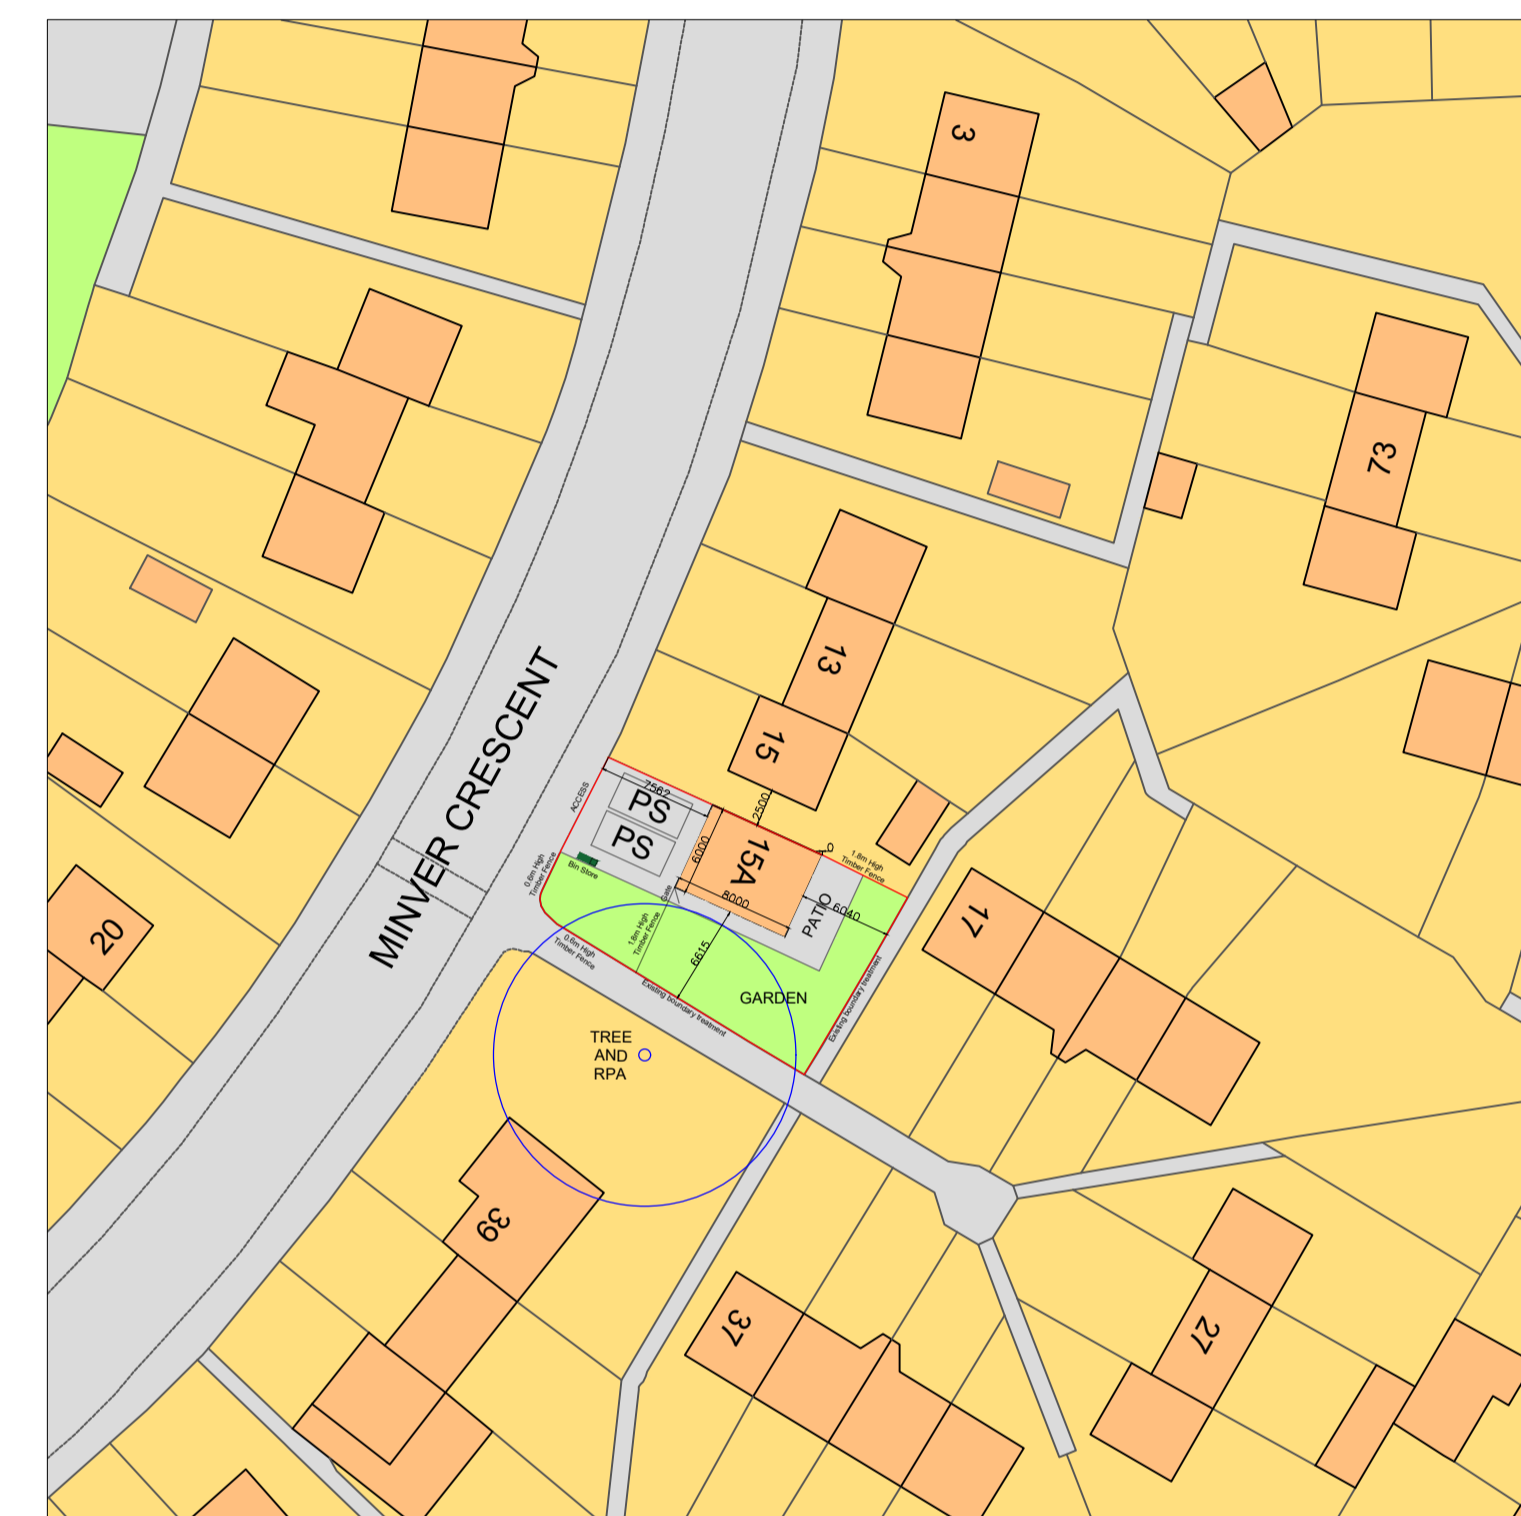 3
73
13
15
MINVER CRESCENT
ACCESS
7562
PS
PS
2500
6000
15A
0
1.8m High
Timber Fence
0.6m High
Timber Fence
Bin Store
Gate
8000
PATIO
6040
1.8m High
Timber Fence
0.6m High
Timber Fence
6615
GARDEN
Existing boundary treatment
Existing boundary treatment
17
20
TREE
AND
RPA
39
37
27